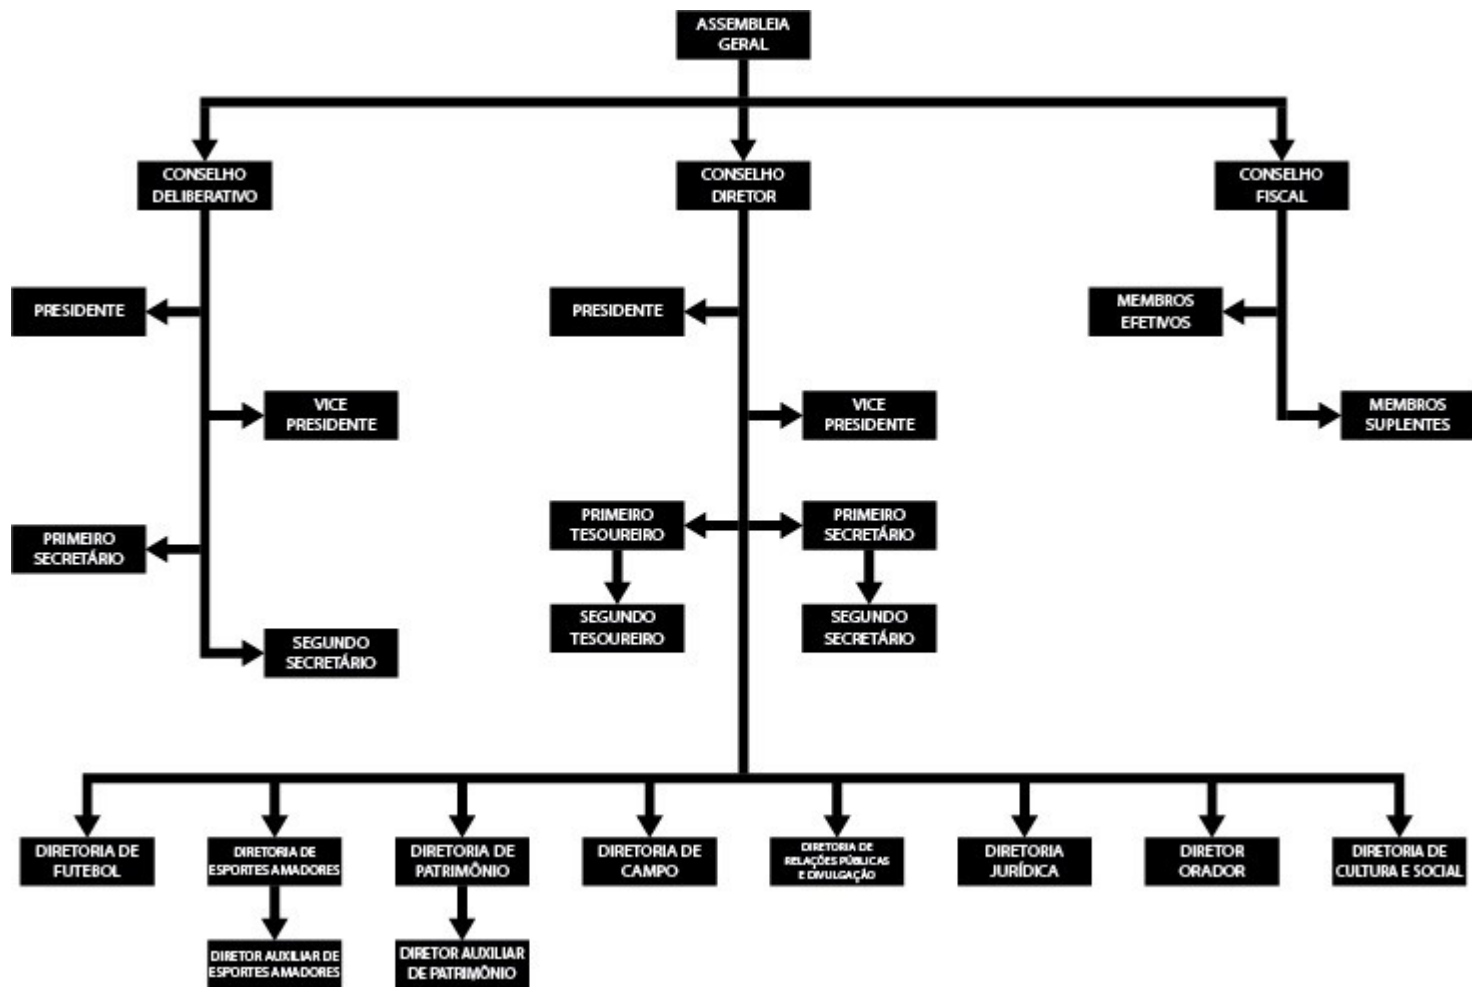 ASSEMBLEIA
GERAL
CONSELHO
DELIBERATIVO
CONSELHO
DIRETOR
CONSELHO
FISCAL
PRESIDENTE
PRESIDENTE
MEMBROS
EFETIVOS
VICE
PRESIDENTE
VICE
PRESIDENTE
MEMBROS
SUPLENTES
PRIMEIRO
SECRETÁRIO
PRIMEIRO
TESOUREIRO
PRIMEIRO
SECRETÁRIO
SEGUNDO
SECRETÁRIO
SEGUNDO
TESOUREIRO
SEGUNDO
SECRETÁRIO
DIRETORIA DE
FUTEBOL
DIRETORIA DE
ESPORTES AMADORES
DIRETORIA DE
PATRIMÔNIO
DIRETORIA DE
CAMPO
DIRETORIA DE
RELAÇÕES PÚBLICAS
E DIVULGAÇÃO
DIRETORIA
JURÍDICA
DIRETOR
ORADOR
DIRETORIA DE
CULTURA E SOCIAL
DIRETOR AUXILIAR DE
ESPORTES AMADORES
DIRETOR AUXILIAR
DE PATRIMÔNIO